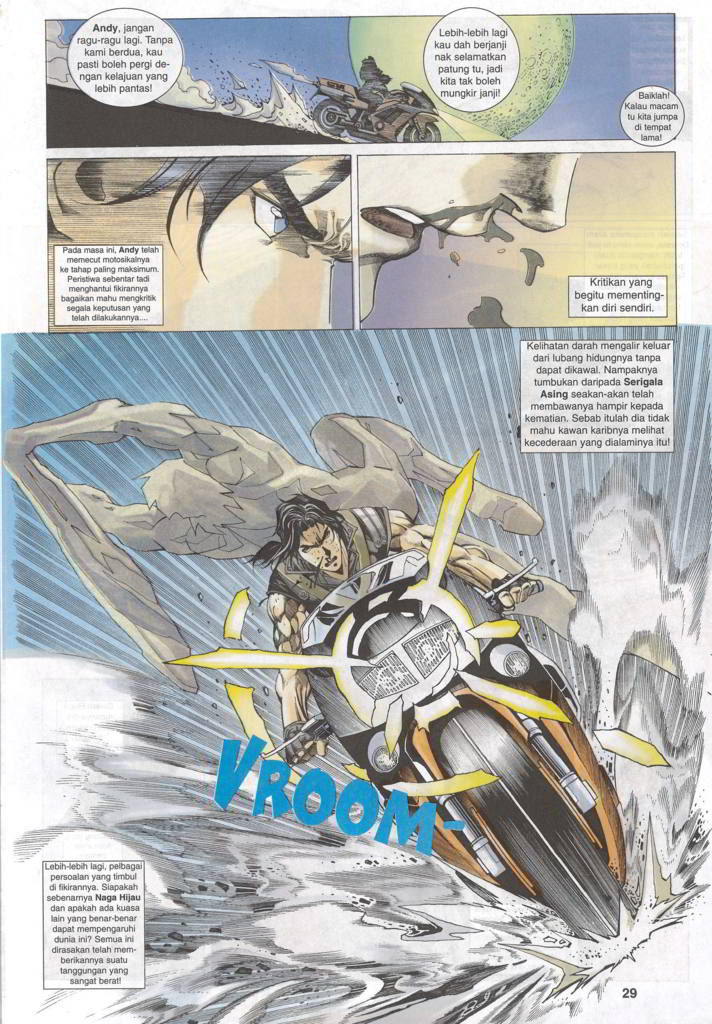 Andy, jangan
ragu-ragu lagi. Tanpa
kami berdua, kau
pasti boleh pergi de-
ngan kelajuan yang
lebih pantas!
Lebih-lebih lagi
kau dah berjanji
nak selamatkan
patung tu, jadi
kita tak boleh
mungkir janji!
Baiklah!
Kalau macam
tu kita jumpa
di tempat
lama!
Pada masa ini, Andy telah
memecut motosikalnya
ke tahap paling maksimum.
Peristiwa sebentar tadi
menghantui fikirannya
bagaikan mahu mengkritik
segala keputusan yang
telah dilakukannya....
Kritikan yang
begitu mementing-
kan diri sendiri.
Kelihatan darah mengalir keluar
dari lubang hidungnya tanpa
dapat dikawal. Nampaknya
tumbukan daripada Serigala
Asing seakan-akan telah
membawanya hampir kepada
kematian. Sebab itulah dia tidak
mahu kawan karibnya melihat
kecederaan yang dialaminya itu!
VROOM-
Lebih-lebih lagi, pelbagai
persoalan yang timbul
di fikirannya. Siapakah
sebenarnya Naga Hijau
dan apakah ada kuasa
lain yang benar-benar
dapat mempengaruhi
dunia ini? Semua ini
dirasakan telah mem-
berikannya suatu
tanggungan yang
sangat berat!
29